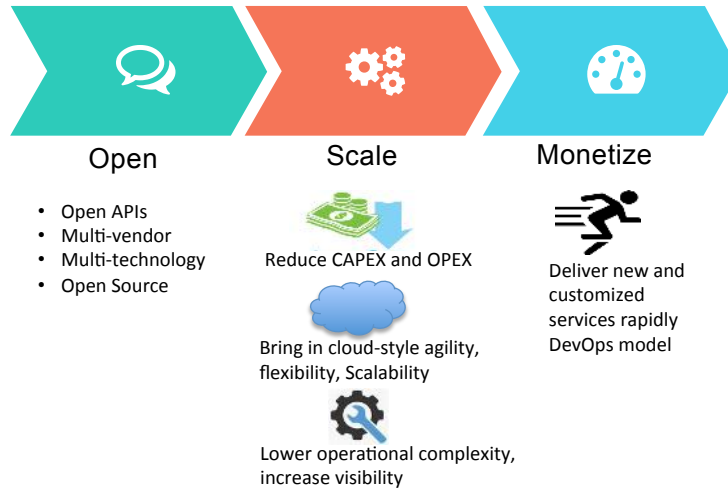 Open
• Open APIs
• Multi-vendor
• Multi-technology
• Open Source
Scale
Reduce CAPEX and OPEX
Bring in cloud-style agility,
flexibility, Scalability
Lower operational complexity,
increase visibility
Monetize
Deliver new and
customized
services rapidly
DevOps model